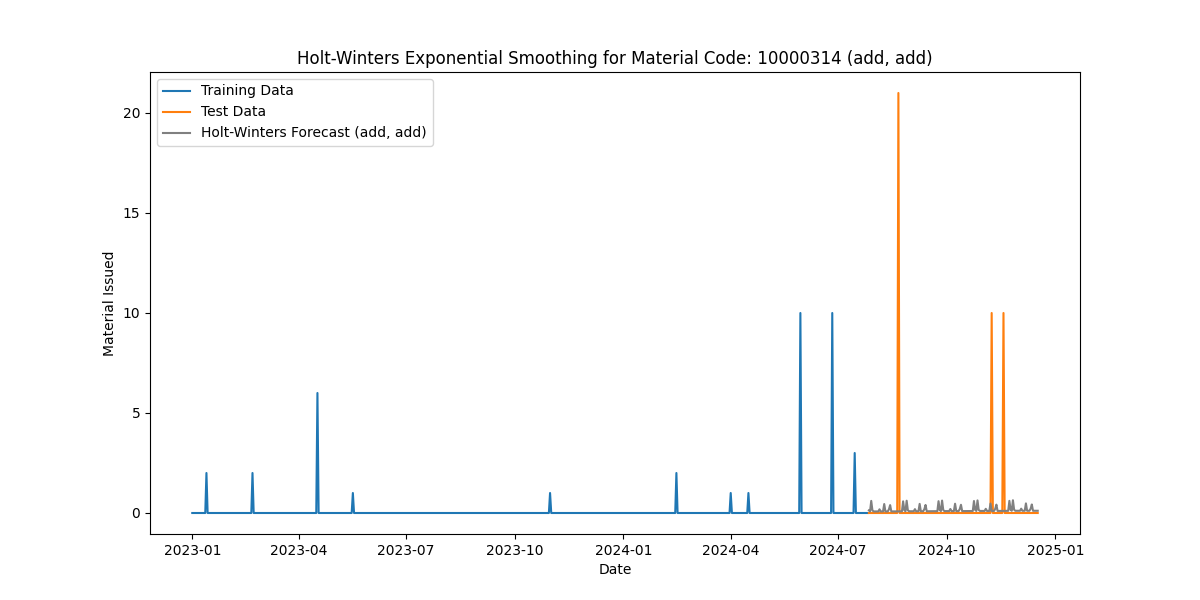 Holt-Winters Exponential Smoothing for Material Code: 10000314 (add, add)
Training Data
Test Data
Holt-Winters Forecast (add, add)
Material Issued
20
15
10
5
0
2023-01 2023-04 2023-07 2023-10 2024-01 2024-04 2024-07 2024-10 2025-01
Date